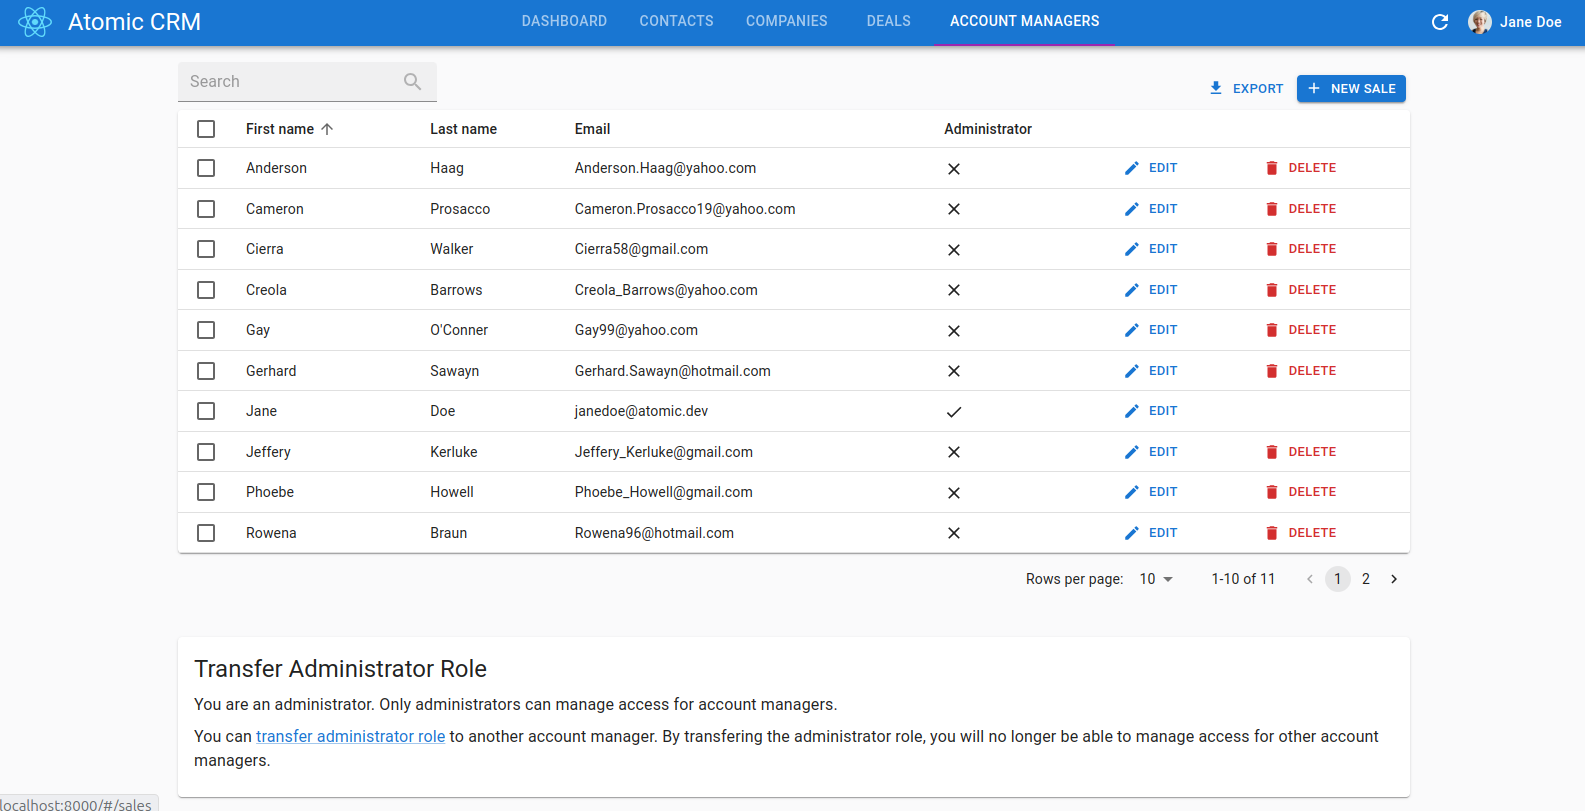 Atomic CRM DASHBOARD CONTACTS COMPANIES DEALS ACCOUNT MANAGERS Jane Doe
Search
EXPORT + NEW SALE
First name Last name Email Administrator
Anderson Haag Anderson.Haag@yahoo.com EDIT DELETE
Cameron Prosacco Cameron.Prosacco19@yahoo.com EDIT DELETE
Cierra Walker Cierra58@gmail.com EDIT DELETE
Creola Barrows Creola_Barrows@yahoo.com EDIT DELETE
Gay O'Conner Gay99@yahoo.com EDIT DELETE
Gerhard Sawayn Gerhard.Sawayn@hotmail.com EDIT DELETE
Jane Doe janedoe@atomic.dev EDIT
Jeffery Kerluke Jeffery_Kerluke@gmail.com EDIT DELETE
Phoebe Howell Phoebe_Howell@gmail.com EDIT DELETE
Rowena Braun Rowena96@hotmail.com EDIT DELETE
Rows per page: 10 1-10 of 11 1 2
Transfer Administrator Role
You are an administrator. Only administrators can manage access for account managers.
You can transfer administrator role to another account manager. By transfering the administrator role, you will no longer be able to manage access for other account
managers.
localhost:8000/#/sales